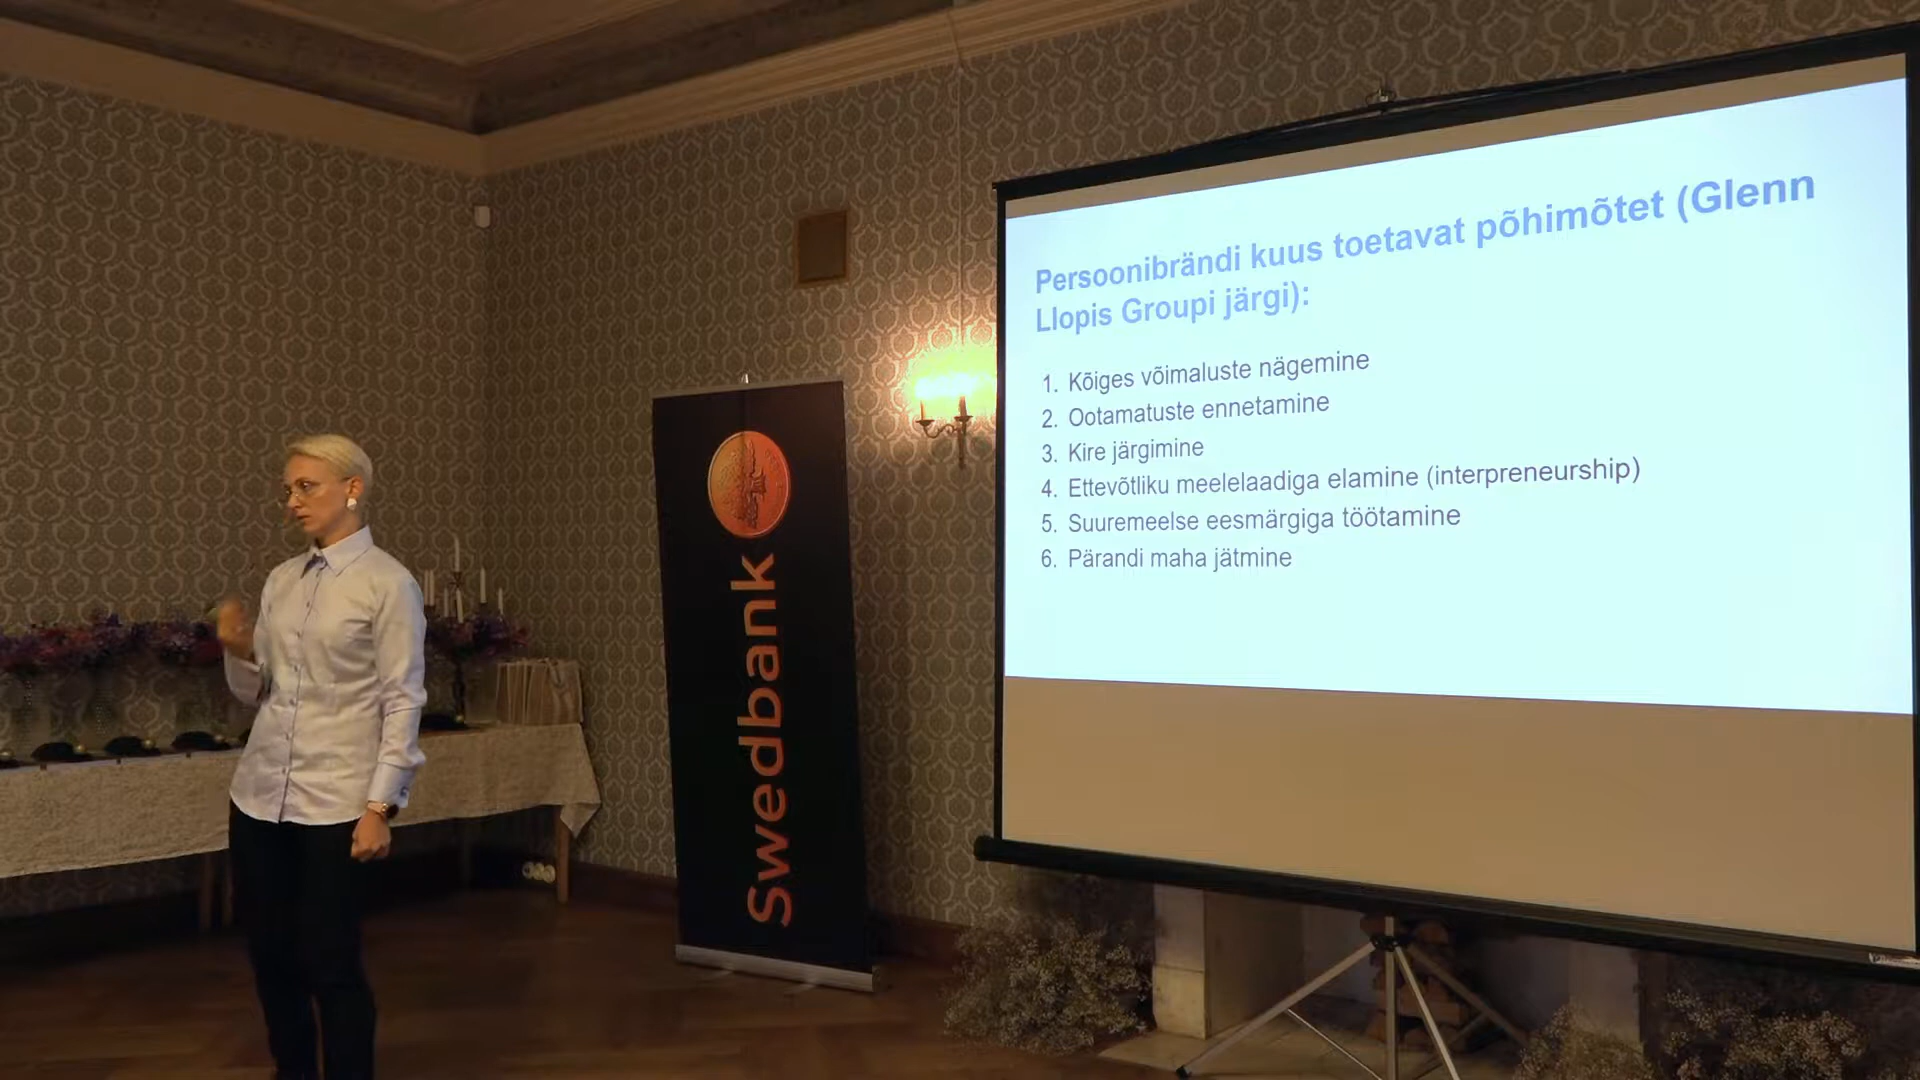 Persoonibrändi kuus toetavat põhimõtet (Glenn
Llopis Groupi järgi):
1. Kõiges võimaluste nägemine
2. Ootamatuste ennetamine
3. Kire järgimine
4. Ettevõtliku meelelaadiga elamine (interpreneurship)
5. Suuremeelse eesmärgiga töötamine
6. Pärandi maha jätmine
Swedbank